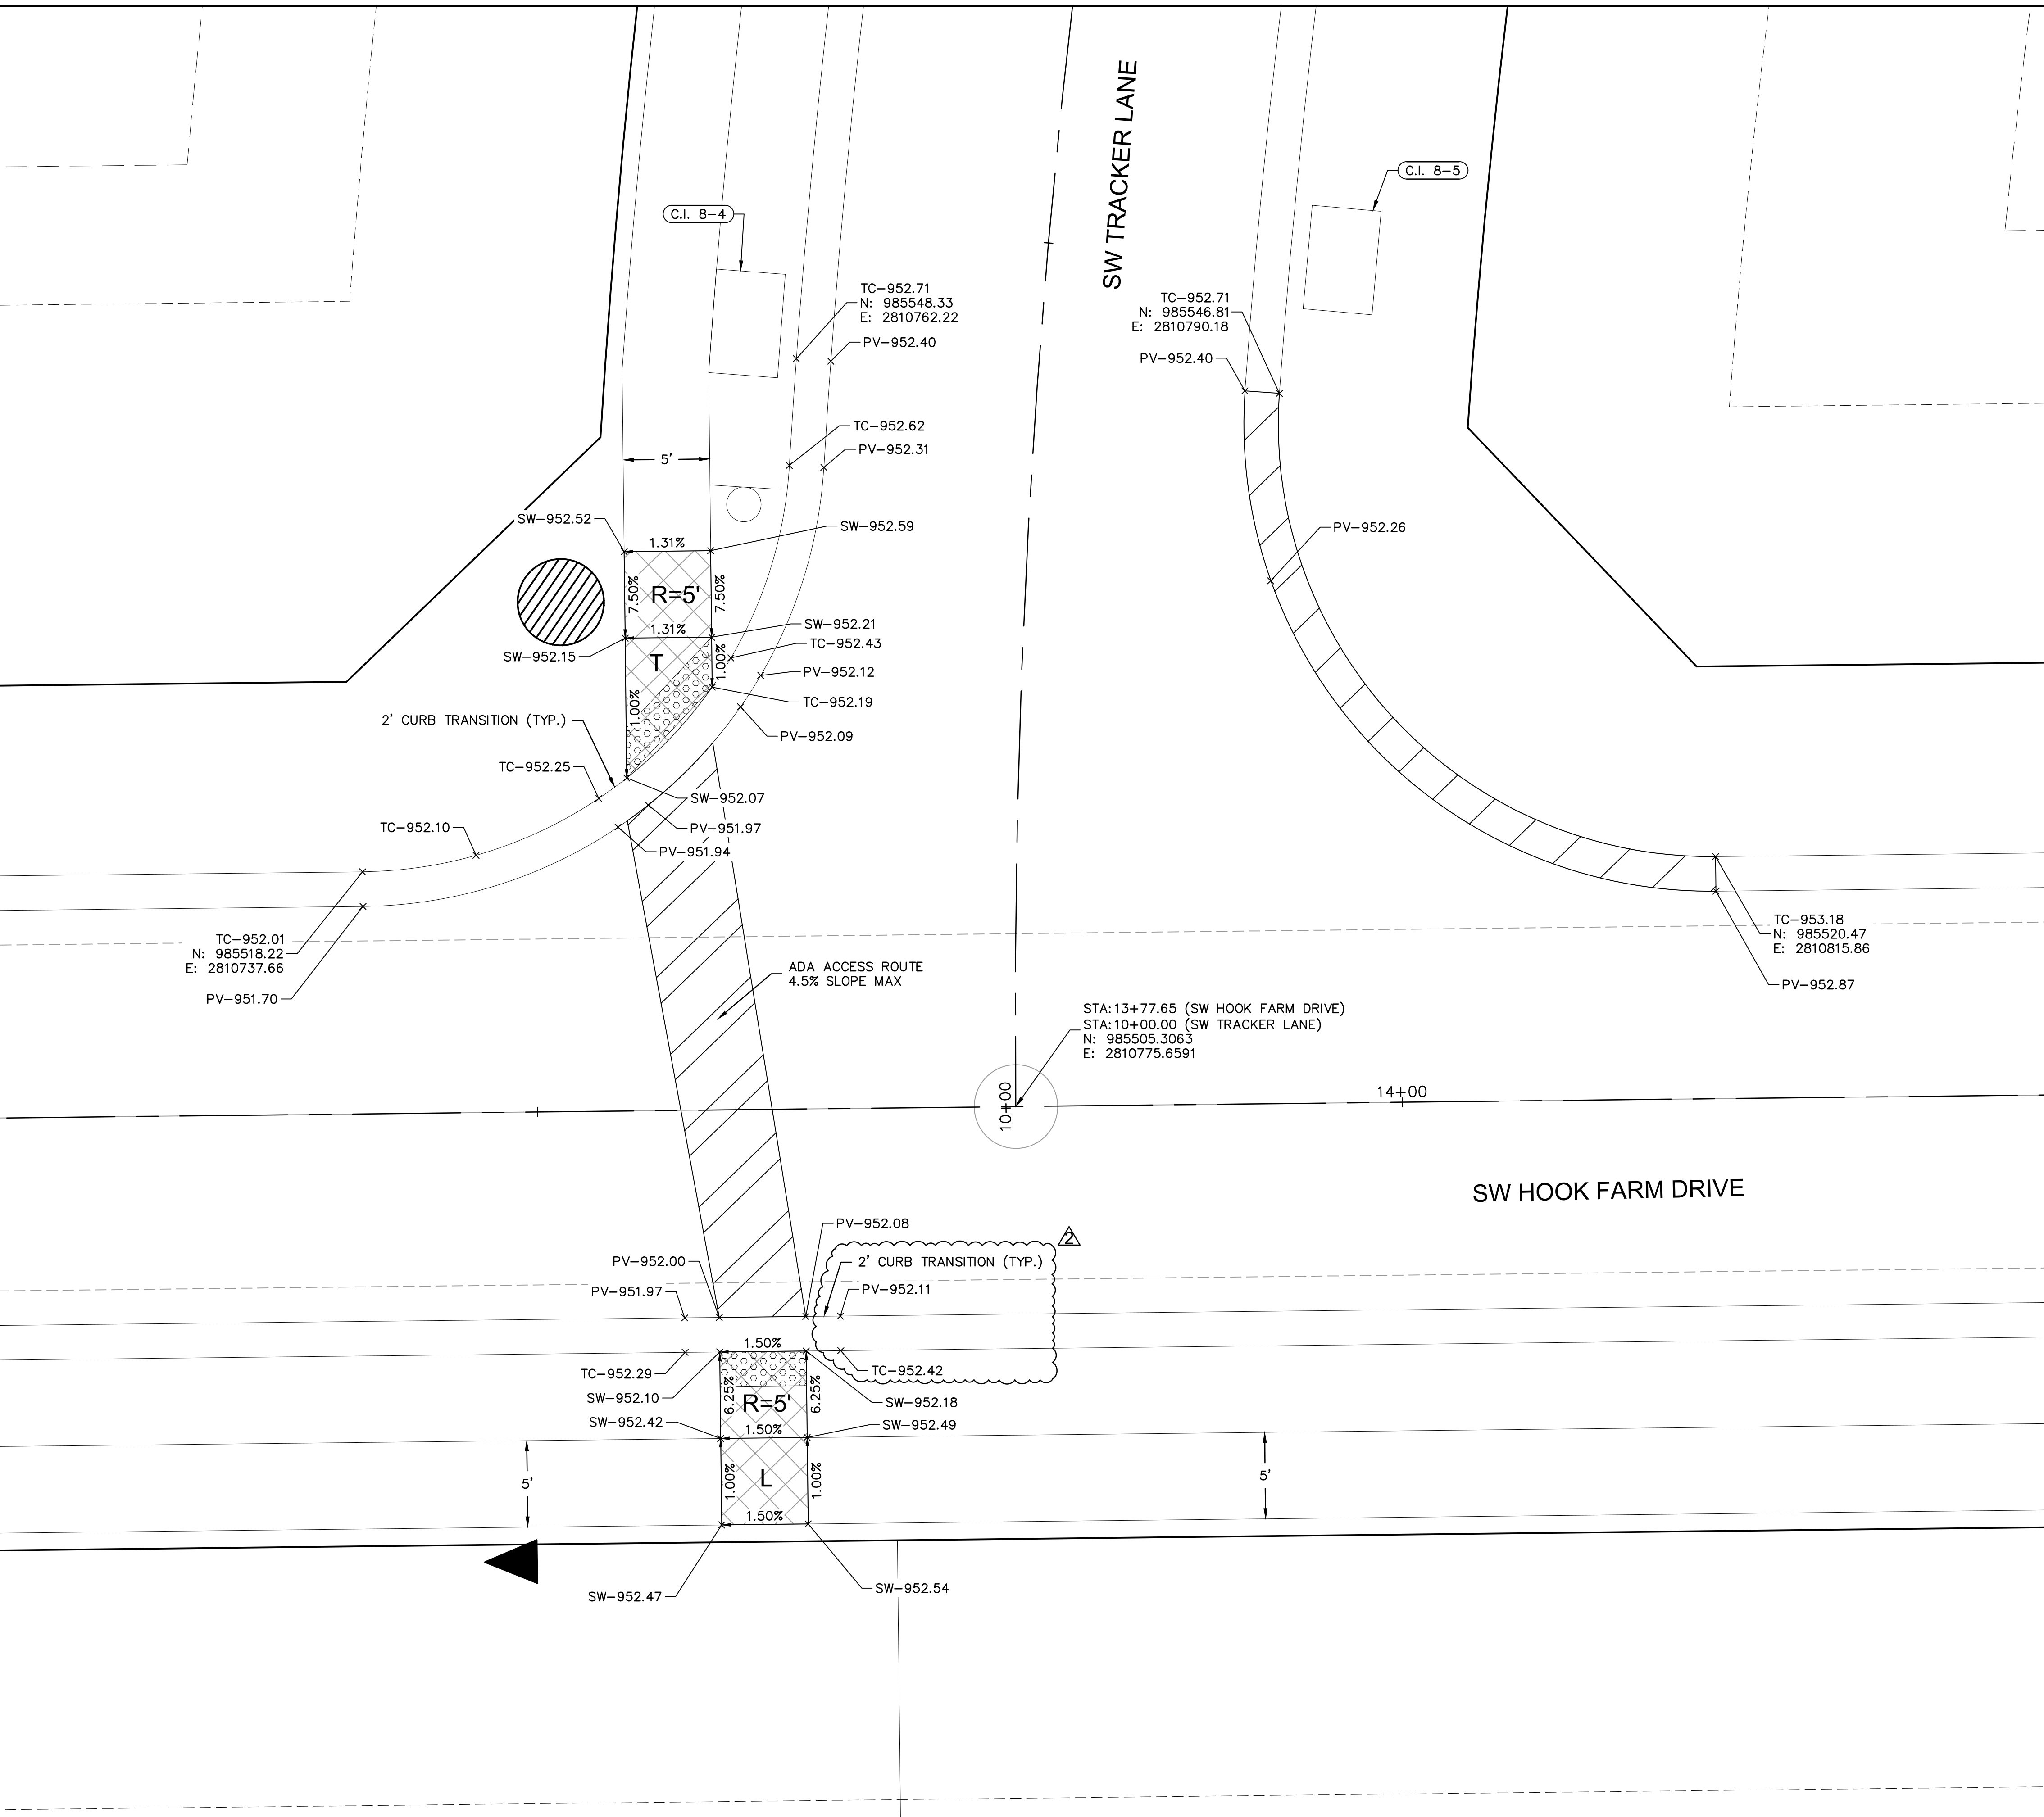 SW TRACKER LANE
C.I. 8-5
C.I. 8-4
TC-952.71
N: 985548.33
E: 2810762.22
PV-952.40
TC-952.71
N: 985546.81
E: 2810790.18
PV-952.40
TC-952.62
PV-952.31
5'
SW-952.52
SW-952.59
PV-952.26
1.31%
7.50%
R=5'
7.50%
SW-952.21
1.31%
TC-952.43
SW-952.15
T
1.00%
PV-952.12
TC-952.19
1.00%
2' CURB TRANSITION (TYP.)
PV-952.09
TC-952.25
SW-952.07
TC-952.10
PV-951.97
PV-951.94
TC-952.01
N: 985518.22
E: 2810737.66
PV-951.70
TC-953.18
N: 985520.47
E: 2810815.86
PV-952.87
ADA ACCESS ROUTE
4.5% SLOPE MAX
STA:13+77.65 (SW HOOK FARM DRIVE)
STA:10+00.00 (SW TRACKER LANE)
N: 985505.3063
E: 2810775.6591
10+00
14+00
SW HOOK FARM DRIVE
PV-952.08
2
PV-952.00
2' CURB TRANSITION (TYP.)
PV-951.97
PV-952.11
1.50%
TC-952.29
TC-952.42
SW-952.10
6.25%
R=5'
6.25%
SW-952.18
SW-952.42
1.50%
SW-952.49
5'
1.00%
L
1.00%
5'
1.50%
SW-952.47
SW-952.54